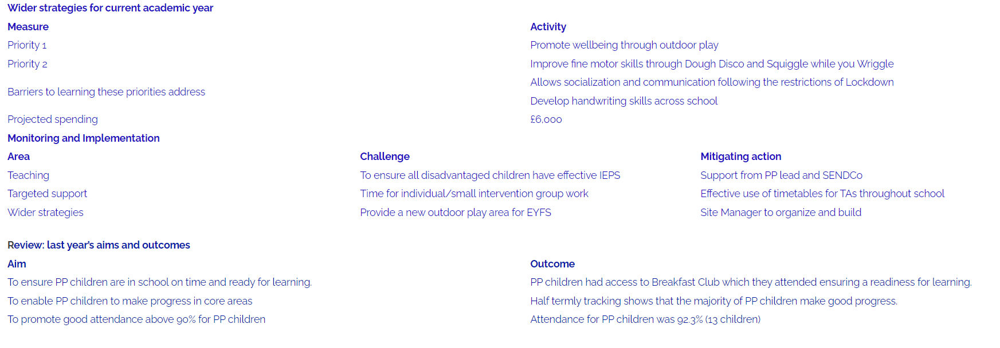 Wider strategies for current academic year
Measure Activity
Priority 1 Promote wellbeing through outdoor play
Priority 2 Improve fine motor skills through Dough Disco and Squiggle while you Wriggle
Barriers to learning these priorities address
Allows socialization and communication following the restrictions of Lockdown
Develop handwriting skills across school
Projected spending £6,000
Monitoring and Implementation
Area Challenge Mitigating action
Teaching To ensure all disadvantaged children have effective IEPS Support from PP lead and SENDCo
Targeted support Time for individual/small intervention group work Effective use of timetables for TAs throughout school
Wider strategies Provide a new outdoor play area for EYFS Site Manager to organize and build
Review: last year's aims and outcomes
Aim Outcome
To ensure PP children are in school on time and ready for learning. PP children had access to Breakfast Club which they attended ensuring a readiness for learning.
To enable PP children to make progress in core areas Half termly tracking shows that the majority of PP children make good progress.
To promote good attendance above 90% for PP children Attendance for PP children was 92.3% (13 children)